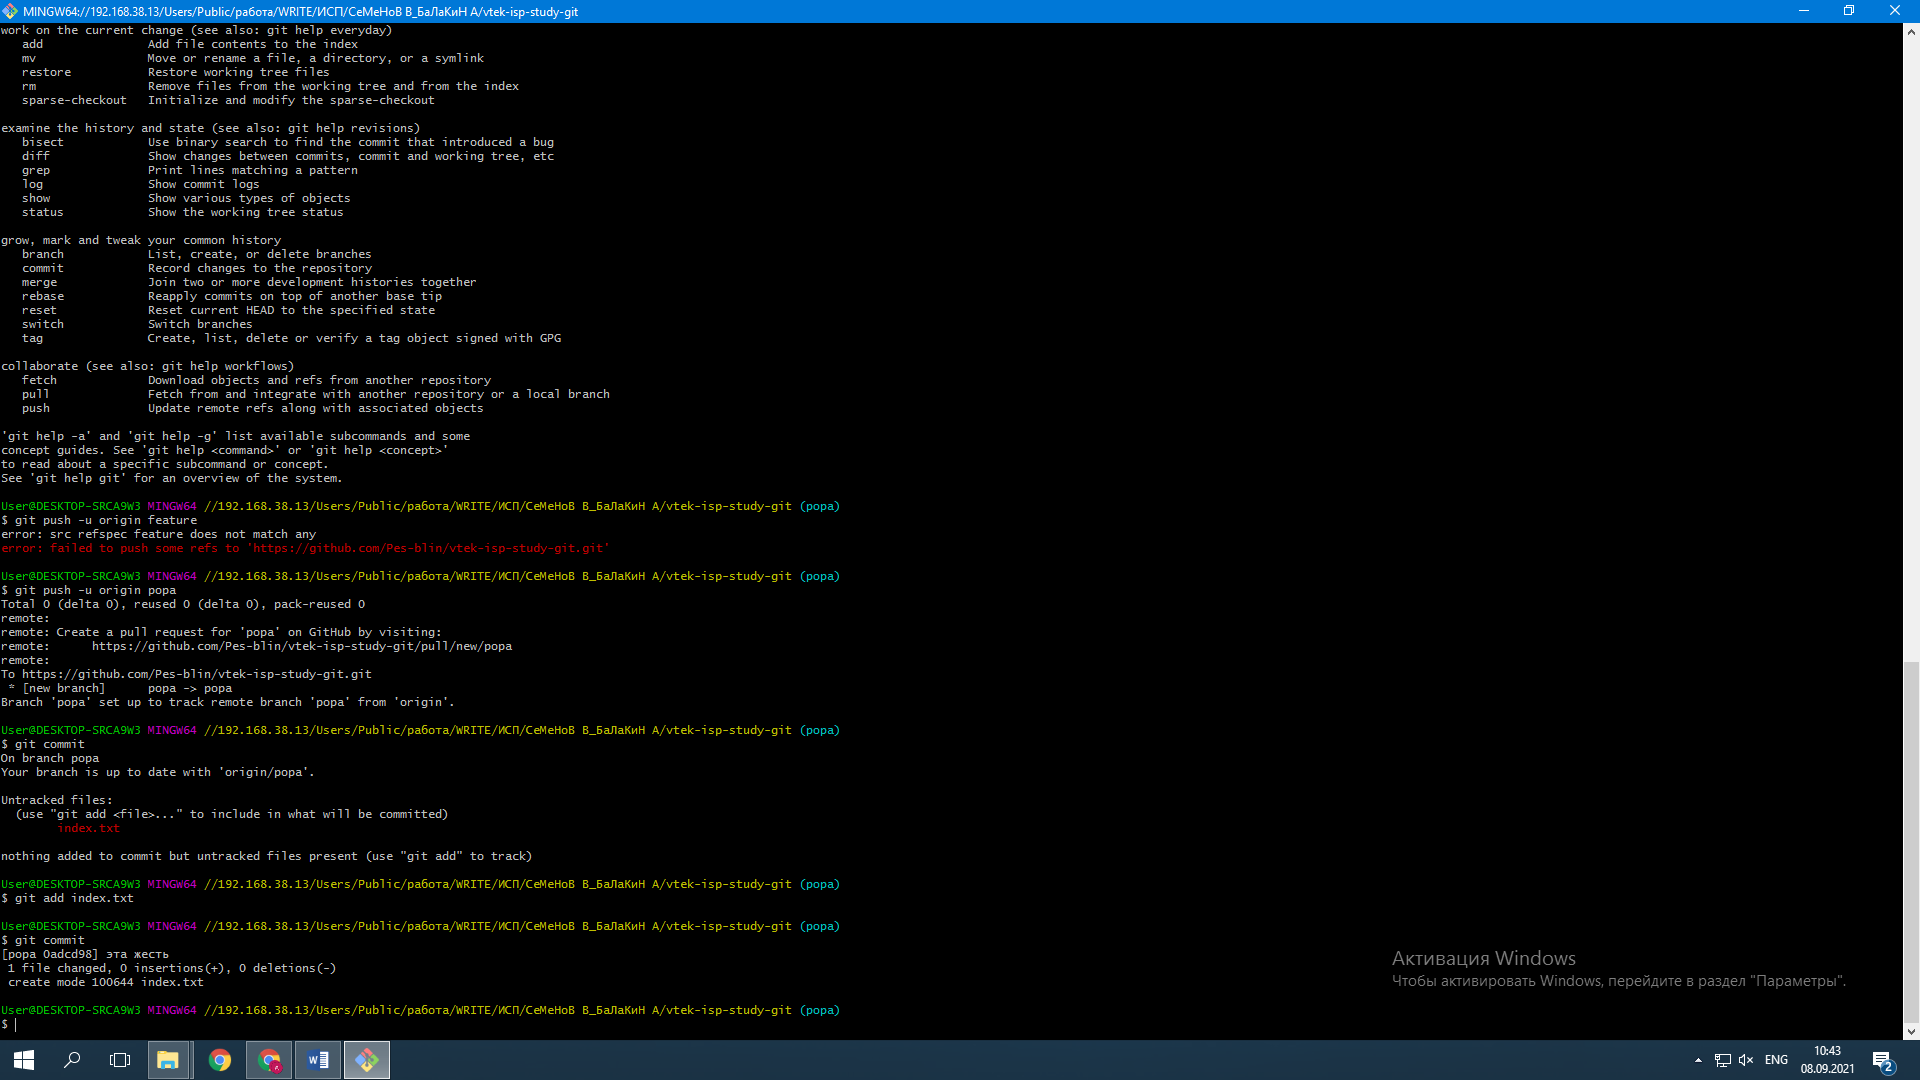 MINGW64://192.168.38.13/Users/Public/работа/WRITE/ИСП/СеМеНоВ В_БаЛаКиН А/vtek-isp-study-git
work on the current change (see also: git help everyday)
   add               Add file contents to the index
   mv                Move or rename a file, a directory, or a symlink
   restore           Restore working tree files
   rm                Remove files from the working tree and from the index
   sparse-checkout   Initialize and modify the sparse-checkout

examine the history and state (see also: git help revisions)
   bisect            Use binary search to find the commit that introduced a bug
   diff              Show changes between commits, commit and working tree, etc
   grep              Print lines matching a pattern
   log               Show commit logs
   show              Show various types of objects
   status            Show the working tree status

grow, mark and tweak your common history
   branch            List, create, or delete branches
   commit            Record changes to the repository
   merge             Join two or more development histories together
   rebase            Reapply commits on top of another base tip
   reset             Reset current HEAD to the specified state
   switch            Switch branches
   tag               Create, list, delete or verify a tag object signed with GPG

collaborate (see also: git help workflows)
   fetch             Download objects and refs from another repository
   pull              Fetch from and integrate with another repository or a local branch
   push              Update remote refs along with associated objects

'git help -a' and 'git help -g' list available subcommands and some
concept guides. See 'git help <command>' or 'git help <concept>'
to read about a specific subcommand or concept.
See 'git help git' for an overview of the system.

User@DESKTOP-SRCA9W3 MINGW64 //192.168.38.13/Users/Public/работа/WRITE/ИСП/СеМеНоВ В_БаЛаКиН А/vtek-isp-study-git (popa)
$ git push -u origin feature
error: src refspec feature does not match any
error: failed to push some refs to 'https://github.com/Pes-blin/vtek-isp-study-git.git'

User@DESKTOP-SRCA9W3 MINGW64 //192.168.38.13/Users/Public/работа/WRITE/ИСП/СеМеНоВ В_БаЛаКиН А/vtek-isp-study-git (popa)
$ git push -u origin popa
Total 0 (delta 0), reused 0 (delta 0), pack-reused 0
remote:
remote: Create a pull request for 'popa' on GitHub by visiting:
remote:      https://github.com/Pes-blin/vtek-isp-study-git/pull/new/popa
remote:
To https://github.com/Pes-blin/vtek-isp-study-git.git
 * [new branch]      popa -> popa
Branch 'popa' set up to track remote branch 'popa' from 'origin'.

User@DESKTOP-SRCA9W3 MINGW64 //192.168.38.13/Users/Public/работа/WRITE/ИСП/СеМеНоВ В_БаЛаКиН А/vtek-isp-study-git (popa)
$ git commit
On branch popa
Your branch is up to date with 'origin/popa'.

Untracked files:
  (use "git add <file>..." to include in what will be committed)
        index.txt

nothing added to commit but untracked files present (use "git add" to track)

User@DESKTOP-SRCA9W3 MINGW64 //192.168.38.13/Users/Public/работа/WRITE/ИСП/СеМеНоВ В_БаЛаКиН А/vtek-isp-study-git (popa)
$ git add index.txt

User@DESKTOP-SRCA9W3 MINGW64 //192.168.38.13/Users/Public/работа/WRITE/ИСП/СеМеНоВ В_БаЛаКиН А/vtek-isp-study-git (popa)
$ git commit
[popa 0adcd98] эта жесть
 1 file changed, 0 insertions(+), 0 deletions(-)
 create mode 100644 index.txt

User@DESKTOP-SRCA9W3 MINGW64 //192.168.38.13/Users/Public/работа/WRITE/ИСП/СеМеНоВ В_БаЛаКиН А/vtek-isp-study-git (popa)
$
Активация Windows
Чтобы активировать Windows, перейдите в раздел "Параметры".
ENG
10:43
08.09.2021
2